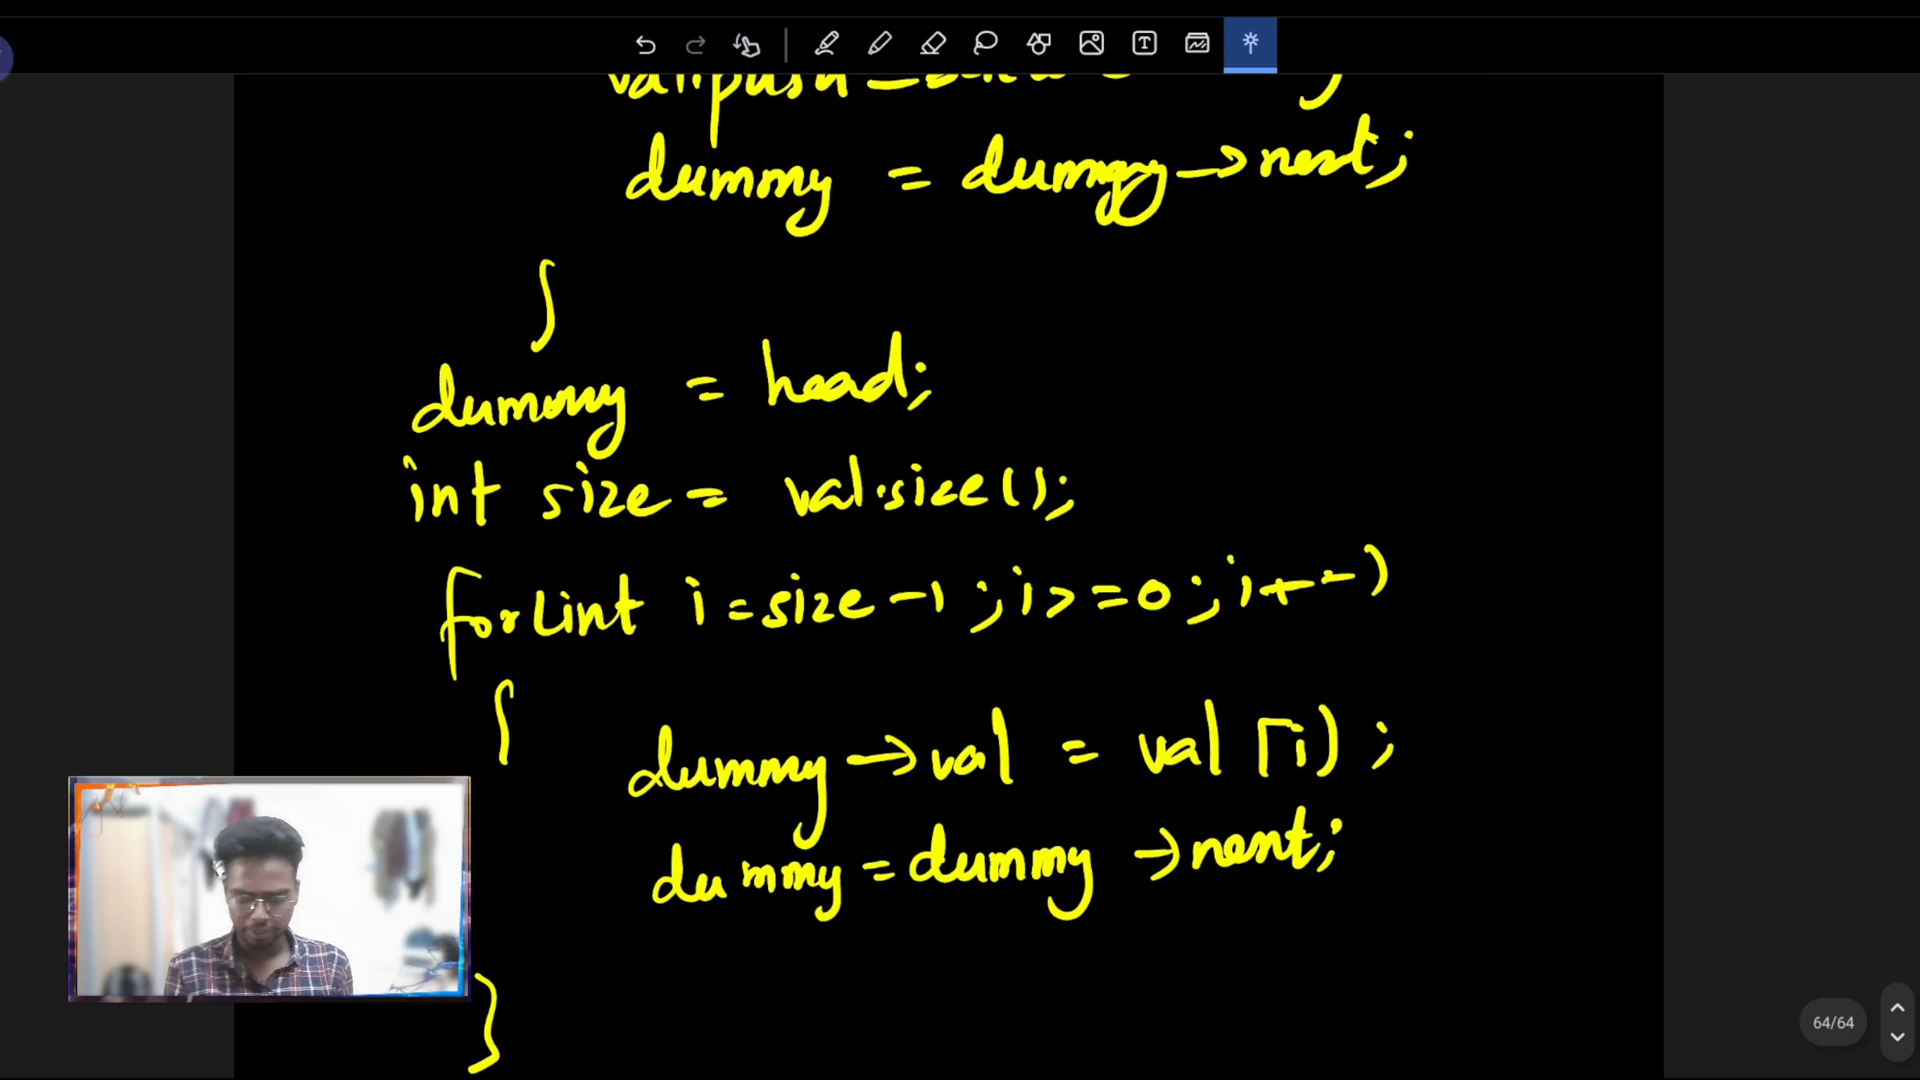 dummy = dummy->next;
}
dummy = head;
int size = val.size();
for(int i=size-1; i>=0; i+-)
{
dummy->val = val[i);
dummy = dummy->next;
}
64/64